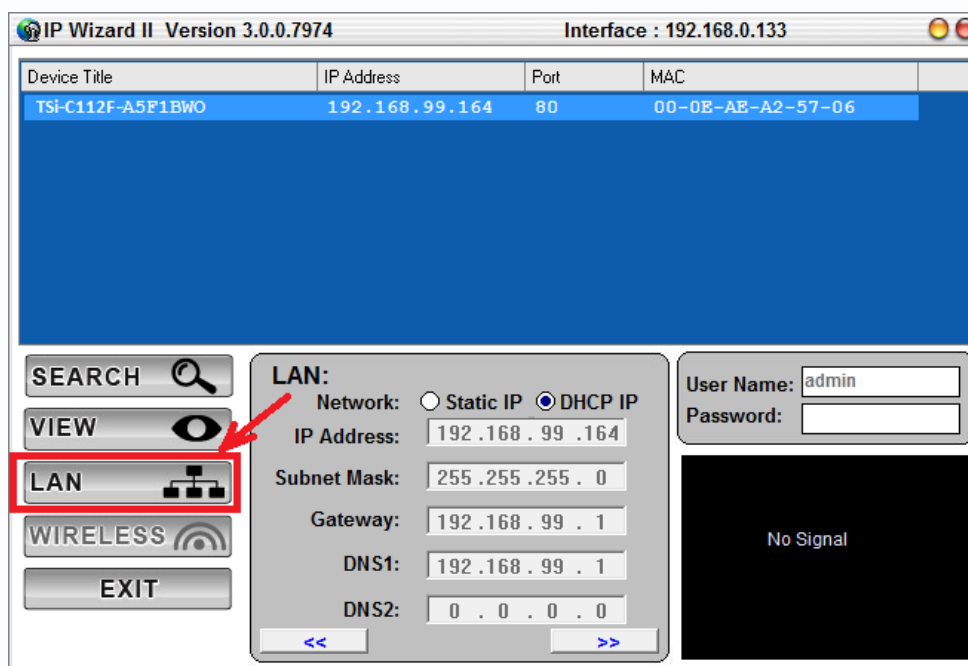 IP Wizard II Version 3.0.0.7974 Interface : 192.168.0.133
Device Title IP Address Port MAC
TSi-C112F-A5F1BWO 192.168.99.164 80 00-0E-AE-A2-57-06
SEARCH
VIEW
LAN
WIRELESS
EXIT
LAN:
Network: Static IP DHCP IP
IP Address: 192.168.99.164
Subnet Mask: 255.255.255.0
Gateway: 192.168.99.1
DNS1: 192.168.99.1
DNS2: 0.0.0.0
<< >>
User Name: admin
Password:
No Signal